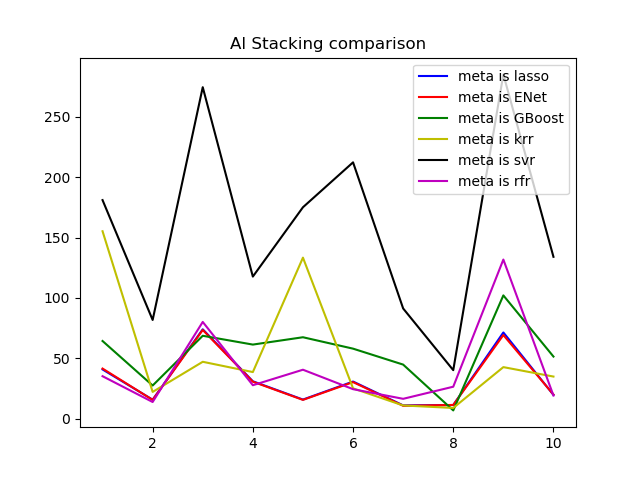 Al Stacking comparison
meta is lasso
meta is ENet
meta is GBoost
meta is krr
meta is svr
meta is rfr
250
200
150
100
50
0
2 4 6 8 10